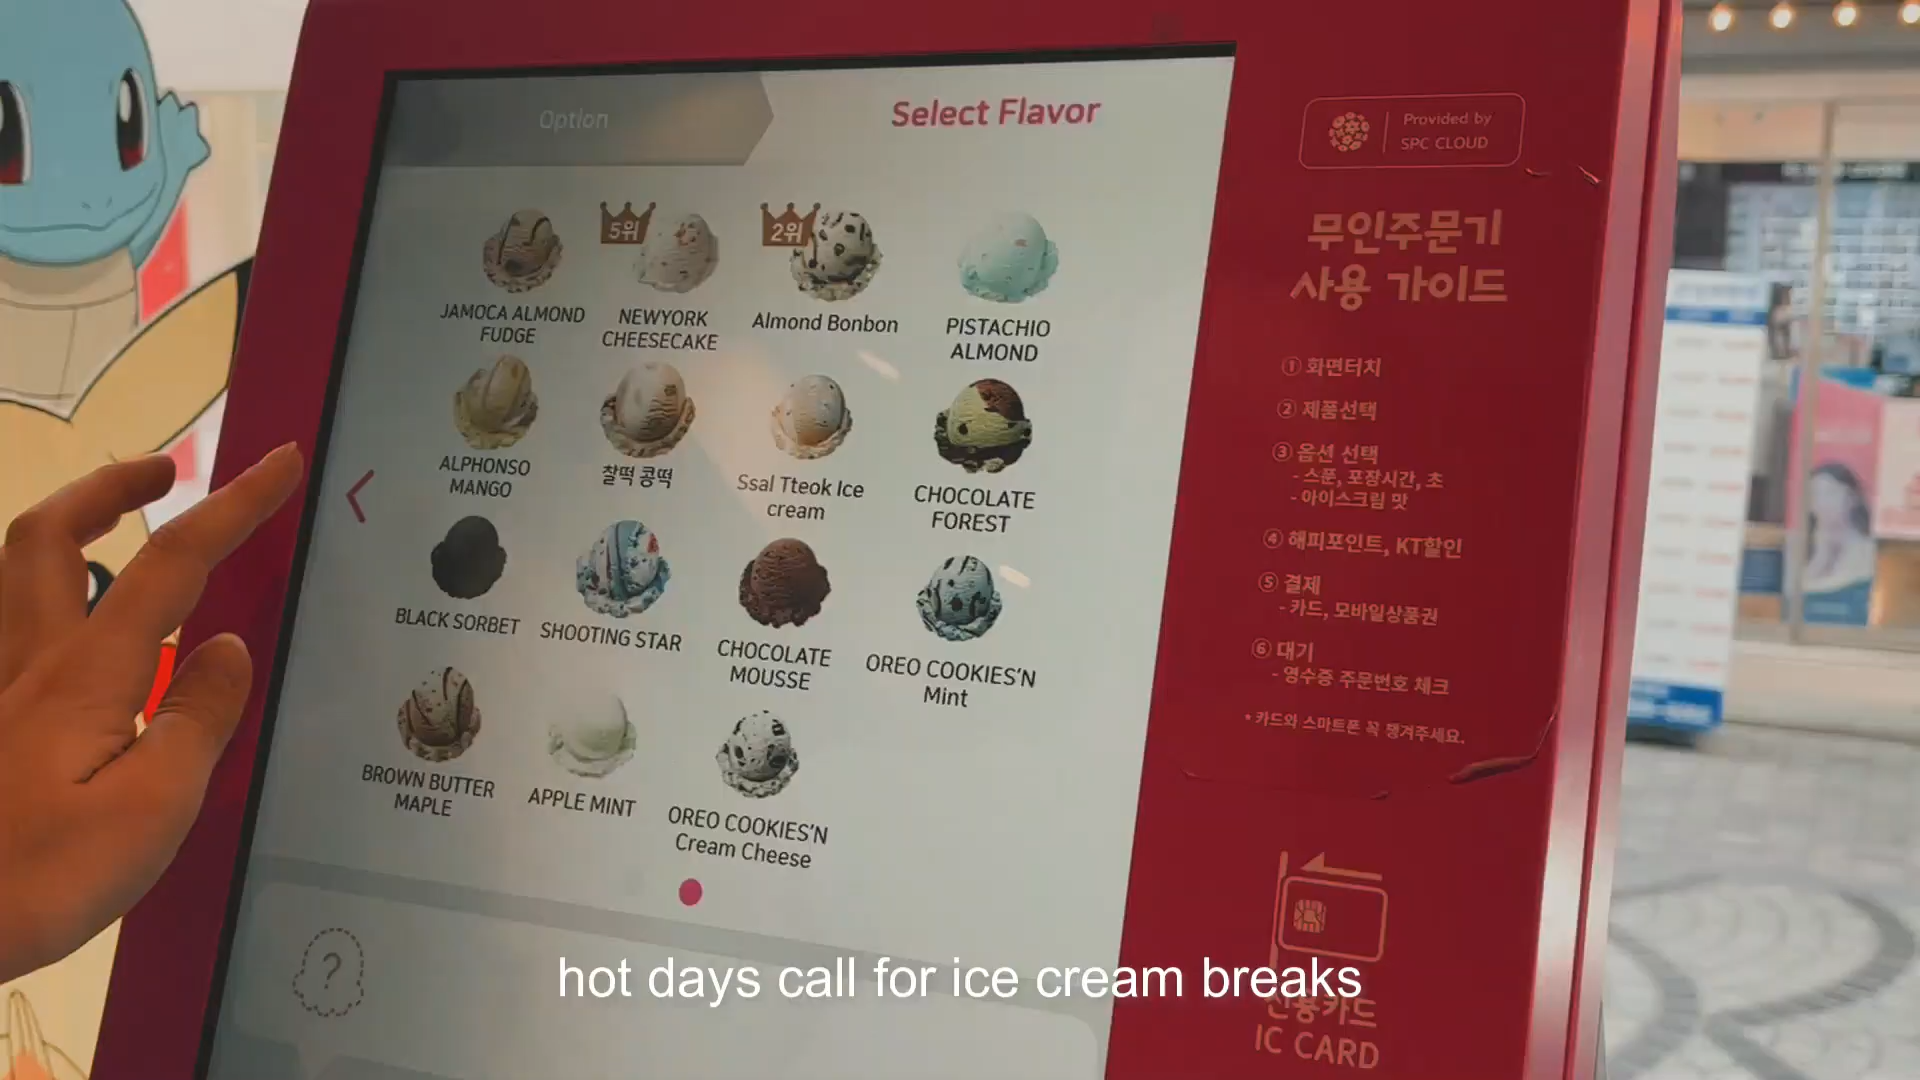 Option
Select Flavor
5위
2위
JAMOCA ALMOND
FUDGE
NEWYORK
CHEESECAKE
Almond Bonbon
PISTACHIO
ALMOND
ALPHONSO
MANGO
찰떡 콩떡
Ssal Tteok Ice
cream
CHOCOLATE
FOREST
BLACK SORBET
SHOOTING STAR
CHOCOLATE
MOUSSE
OREO COOKIES'N
Mint
BROWN BUTTER
MAPLE
APPLE MINT
OREO COOKIES'N
Cream Cheese
?
Provided by
SPC CLOUD
무인주문기
사용 가이드
① 화면터치
② 제품선택
③ 옵션 선택
- 스푼, 포장시간, 초
- 아이스크림 맛
④ 해피포인트, KT할인
⑤ 결제
- 카드, 모바일상품권
⑥ 대기
- 영수증 주문번호 체크
* 카드와 스마트폰 꼭 챙겨주세요.
hot days call for ice cream breaks
신용카드
IC CARD